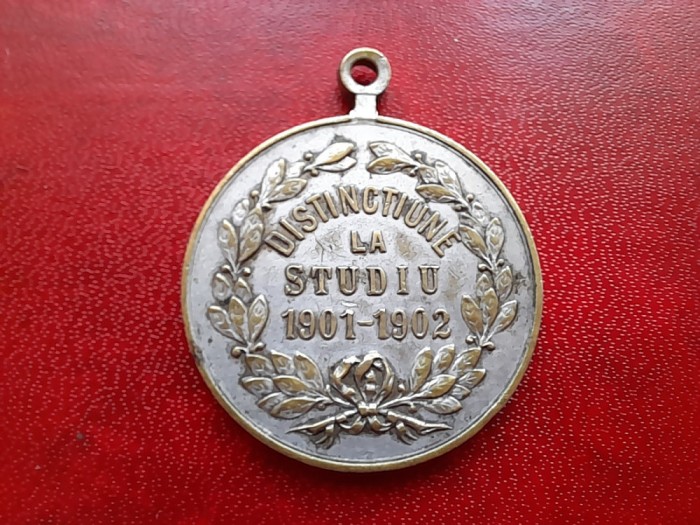 DISTINCTIUNE
LA
STUDIU
1901-1902